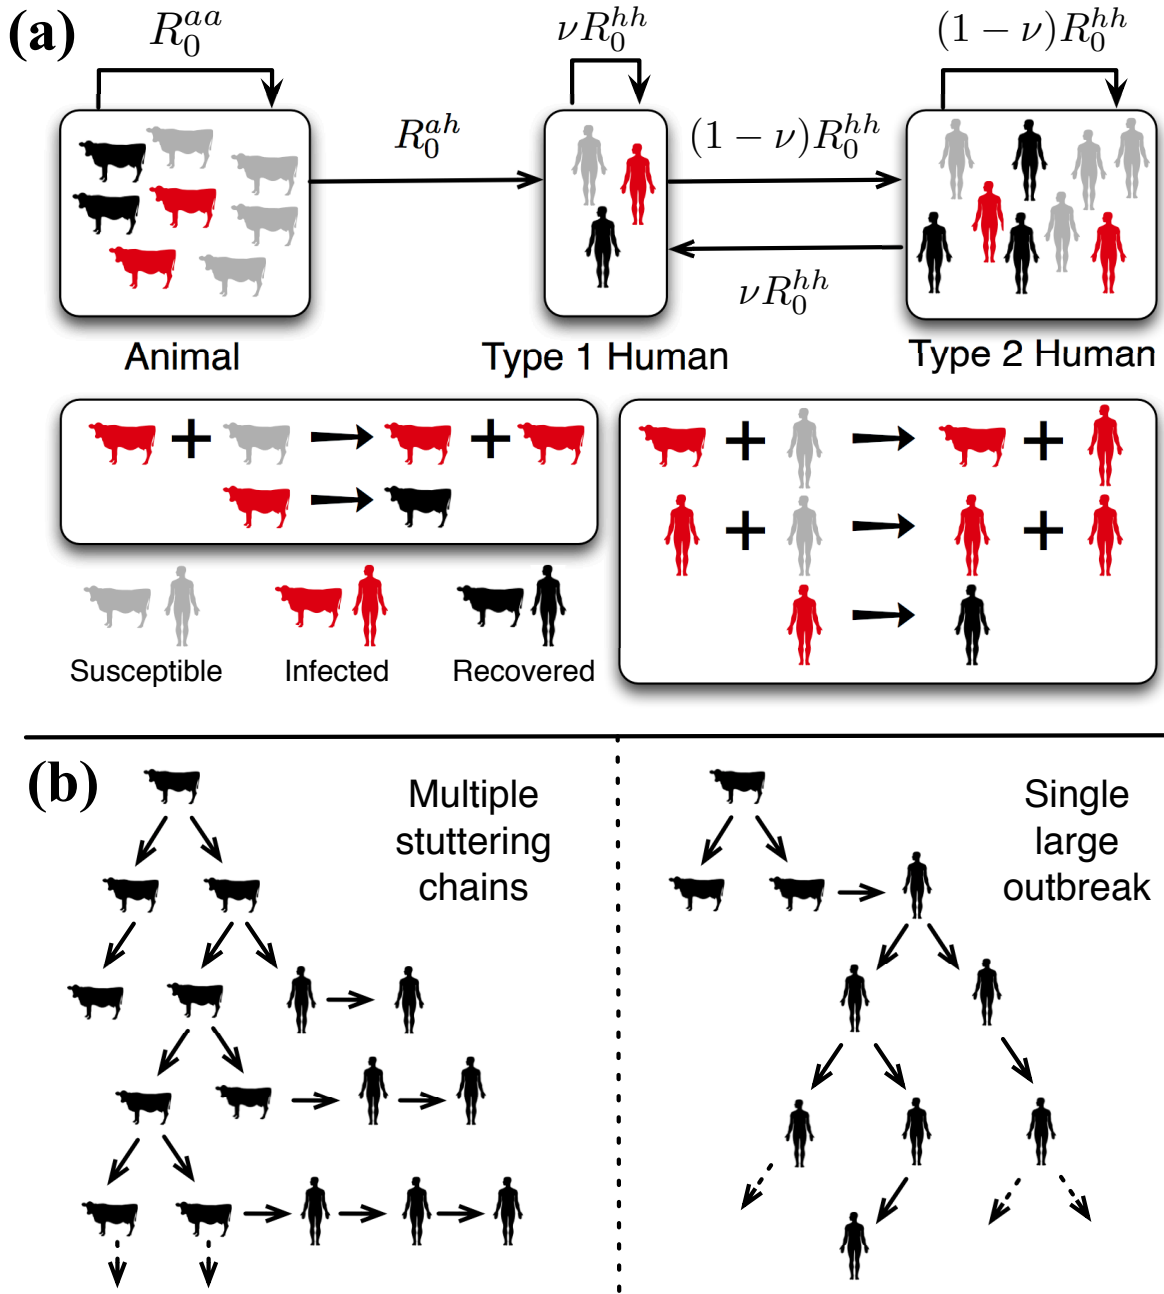 (a)
R_0^{aa}
νR_0^{hh}
(1 − ν)R_0^{hh}
R_0^{ah}
(1 − ν)R_0^{hh}
νR_0^{hh}
Animal
Type 1 Human
Type 2 Human
+
+
+
+
+
+
Susceptible
Infected
Recovered
(b)
Multiple
stuttering
chains
Single
large
outbreak